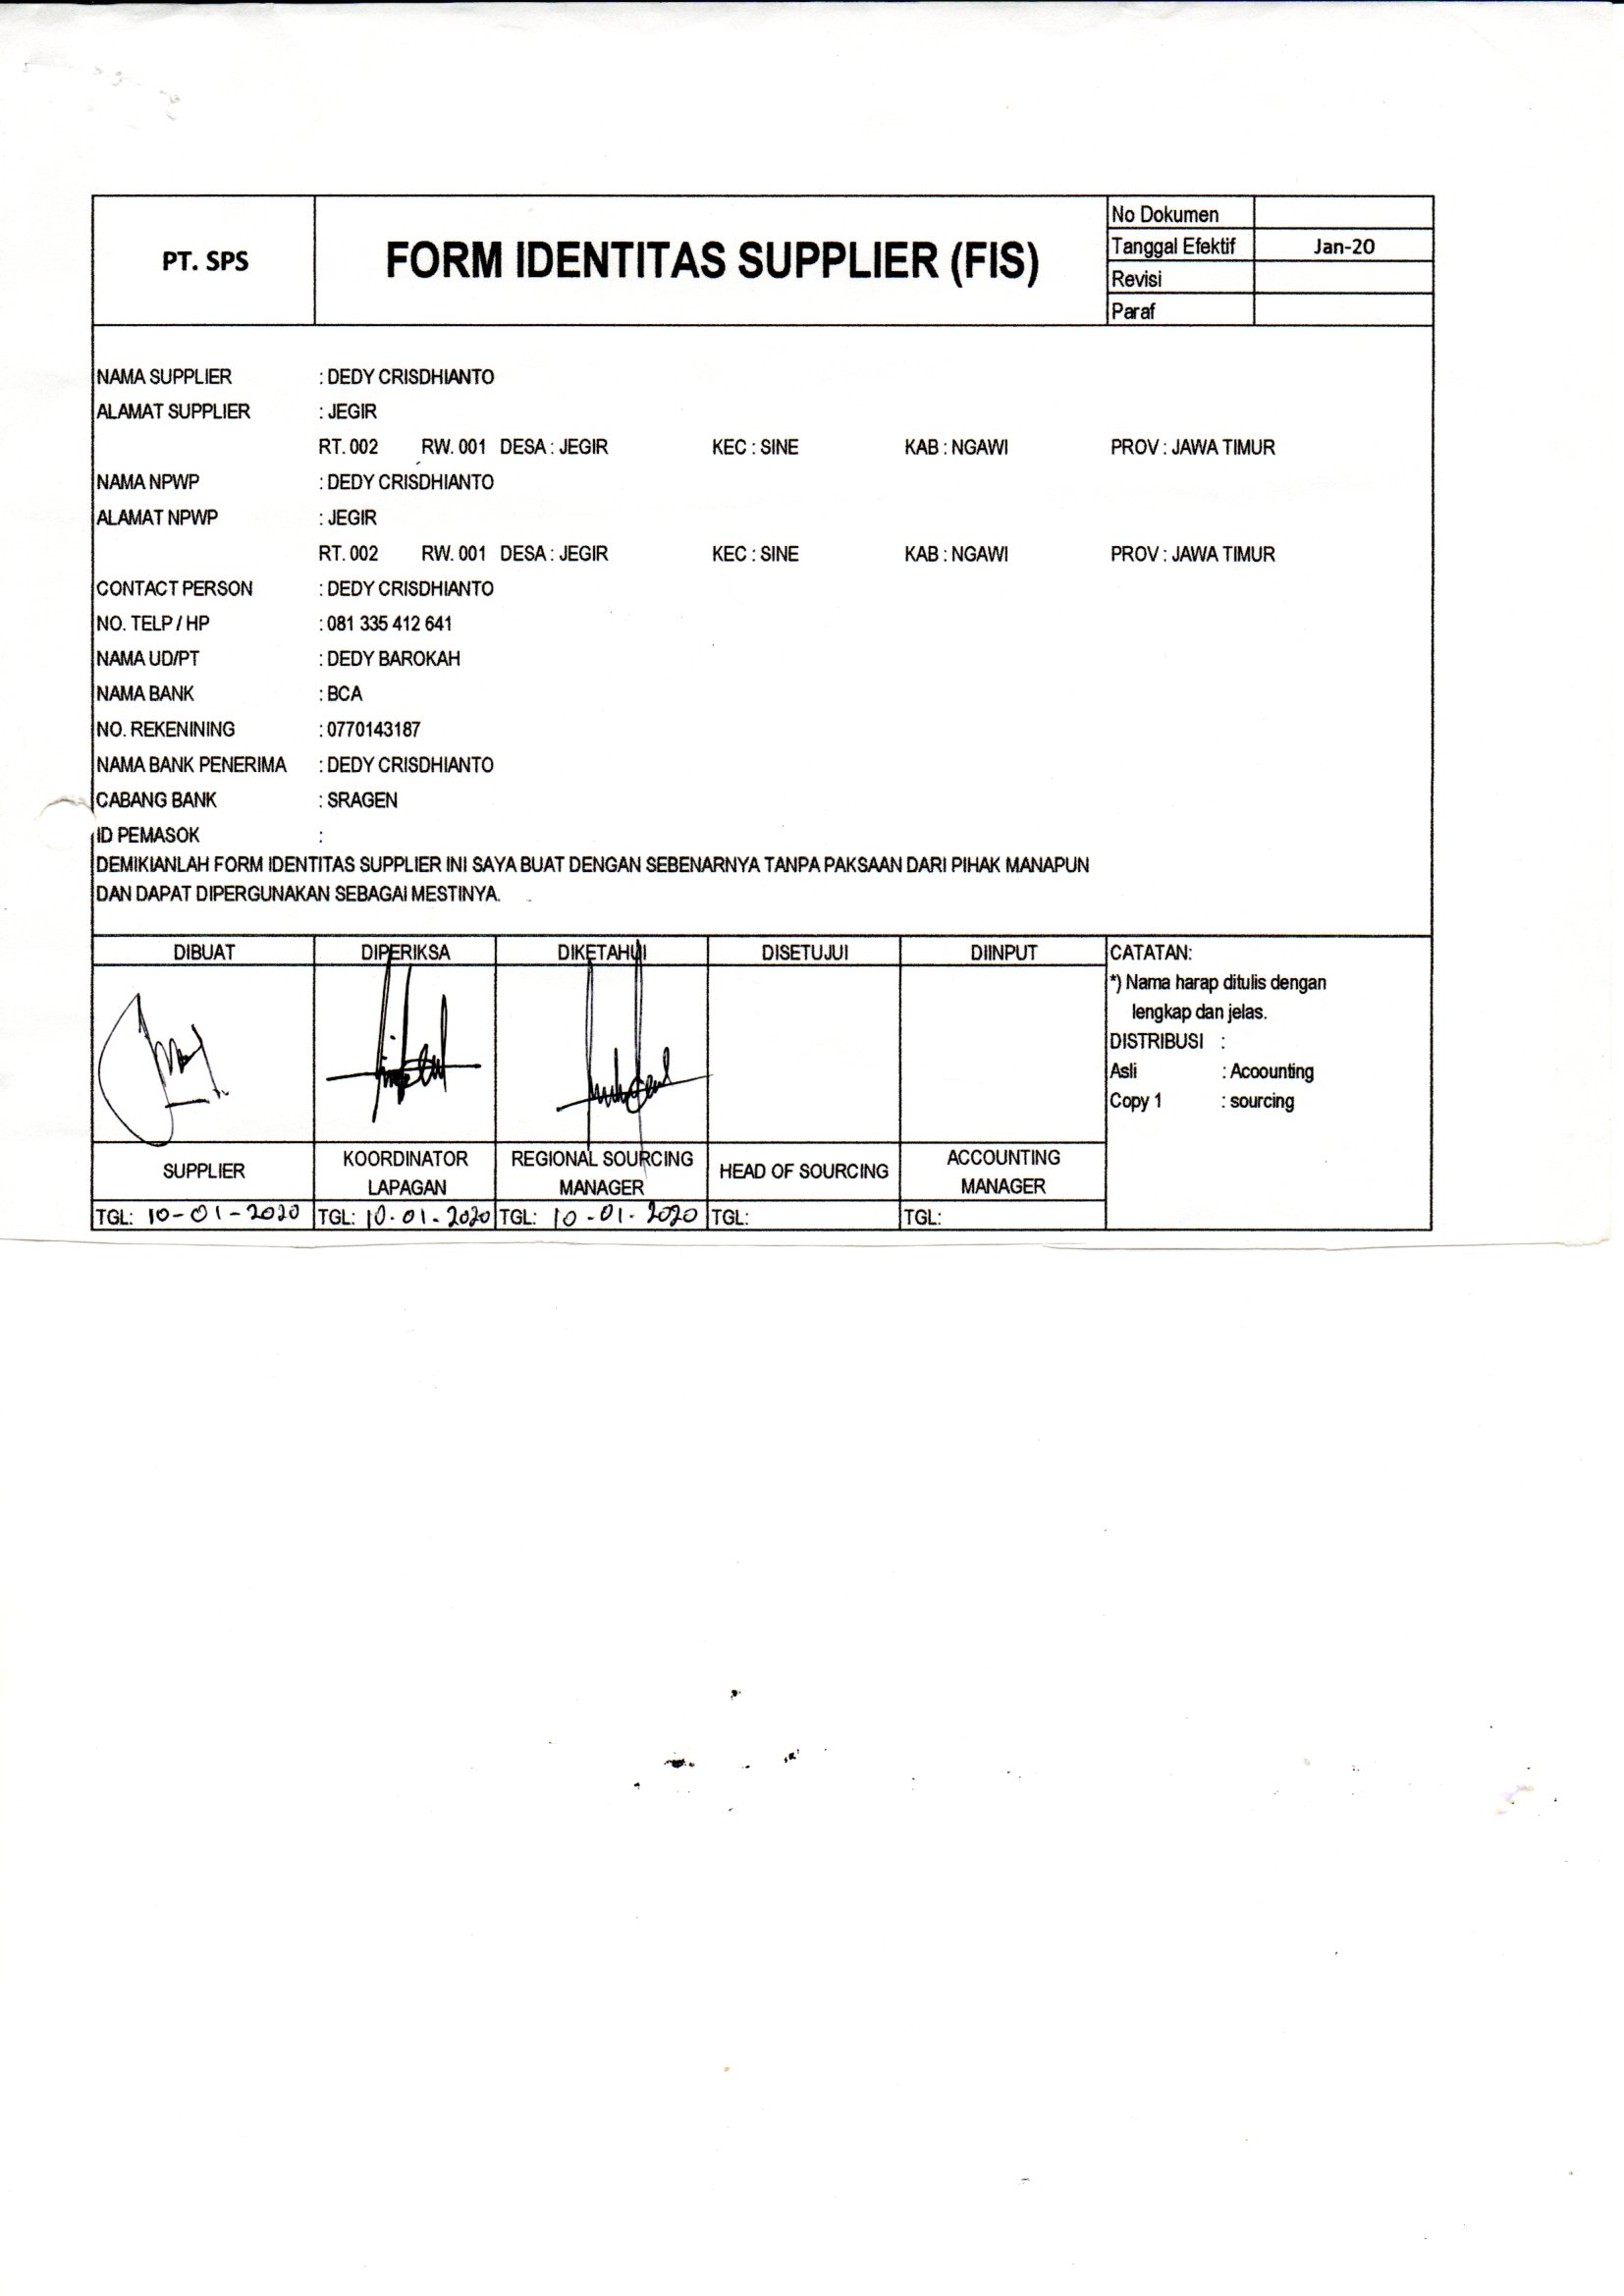 PT. SPS
FORM IDENTITAS SUPPLIER (FIS)
No Dokumen
Tanggal Efektif Jan-20
Revisi
Paraf
NAMA SUPPLIER : DEDY CRISDHIANTO
ALAMAT SUPPLIER : JEGIR
RT. 002 RW. 001 DESA : JEGIR KEC : SINE KAB : NGAWI PROV : JAWA TIMUR
NAMA NPWP : DEDY CRISDHIANTO
ALAMAT NPWP : JEGIR
RT. 002 RW. 001 DESA : JEGIR KEC : SINE KAB : NGAWI PROV : JAWA TIMUR
CONTACT PERSON : DEDY CRISDHIANTO
NO. TELP / HP : 081 335 412 641
NAMA UD/PT : DEDY BAROKAH
NAMA BANK : BCA
NO. REKENINING : 0770143187
NAMA BANK PENERIMA : DEDY CRISDHIANTO
CABANG BANK : SRAGEN
ID PEMASOK :
DEMIKIANLAH FORM IDENTITAS SUPPLIER INI SAYA BUAT DENGAN SEBENARNYA TANPA PAKSAAN DARI PIHAK MANAPUN
DAN DAPAT DIPERGUNAKAN SEBAGAI MESTINYA.
DIBUAT DIPERIKSA DIKETAHUI DISETUJUI DIINPUT
CATATAN:
*) Nama harap ditulis dengan
lengkap dan jelas.
DISTRIBUSI :
Asli : Acoounting
Copy 1 : sourcing
SUPPLIER KOORDINATOR LAPAGAN REGIONAL SOURCING MANAGER HEAD OF SOURCING ACCOUNTING MANAGER
TGL: 10-01-2020 TGL: 10.01.2020 TGL: 10-01-2020 TGL: TGL: